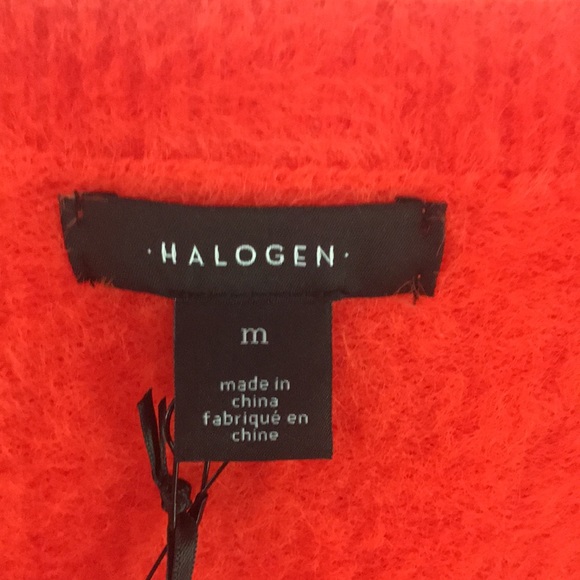 ·HALOGEN·
m
made in
china
fabriqué en
chine